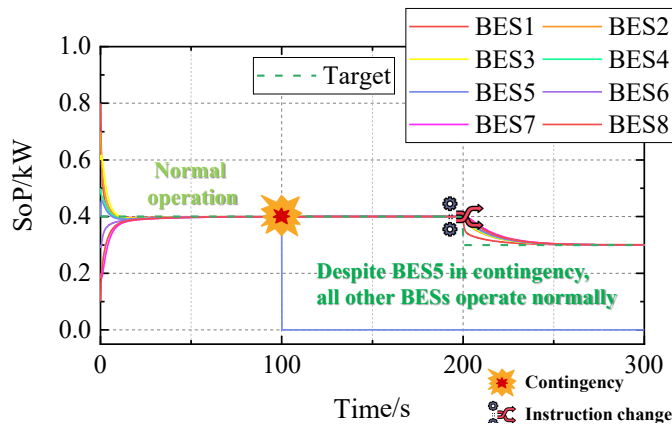 BES1 BES2
BES3 BES4
BES5 BES6
BES7 BES8
Target
SoP/kW
1.0
0.8
0.6
0.4
0.2
0.0
Normal
operation
Despite BES5 in contingency,
all other BESs operate normally
0 100 200 300
Time/s
Contingency
Instruction change